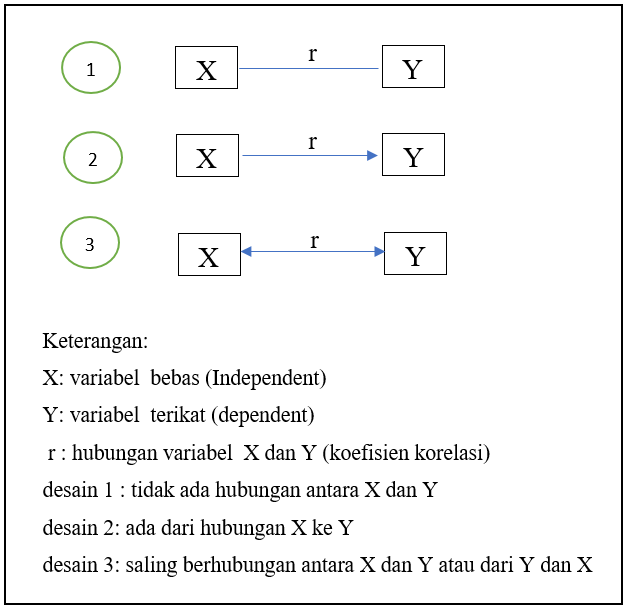 1 X r Y
2 X r Y
3 X r Y
Keterangan:
X: variabel bebas (Independent)
Y: variabel terikat (dependent)
r : hubungan variabel X dan Y (koefisien korelasi)
desain 1 : tidak ada hubungan antara X dan Y
desain 2: ada dari hubungan X ke Y
desain 3: saling berhubungan antara X dan Y atau dari Y dan X